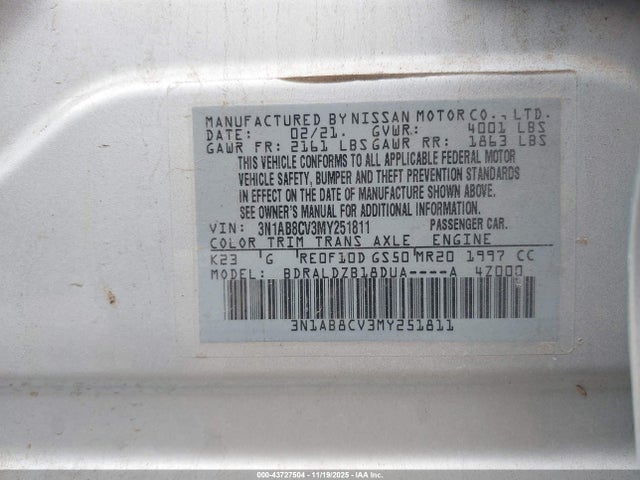 MANUFACTURED BY NISSAN MOTOR CO., LTD.
DATE: 02/21. GVWR: 4001 LBS
GAWR FR: 2161 LBS GAWR RR: 1863 LBS
THIS VEHICLE CONFORMS TO ALL APPLICABLE FEDERAL MOTOR
VEHICLE SAFETY, BUMPER AND THEFT PREVENTION STANDARDS
IN EFFECT ON THE DATE OF MANUFACTURE SHOWN ABOVE.
SEE OWNER'S MANUAL FOR ADDITIONAL INFORMATION.
VIN: 3N1AB8CV3MY251811 PASSENGER CAR.
COLOR TRIM TRANS AXLE ENGINE
K23 G RE0F10D GS50 MR20 1997 CC
MODEL: BDRALDZB18DUA----A 4Z000
3N1AB8CV3MY251811
000-43727504 - 11/19/2025 - IAA Inc.